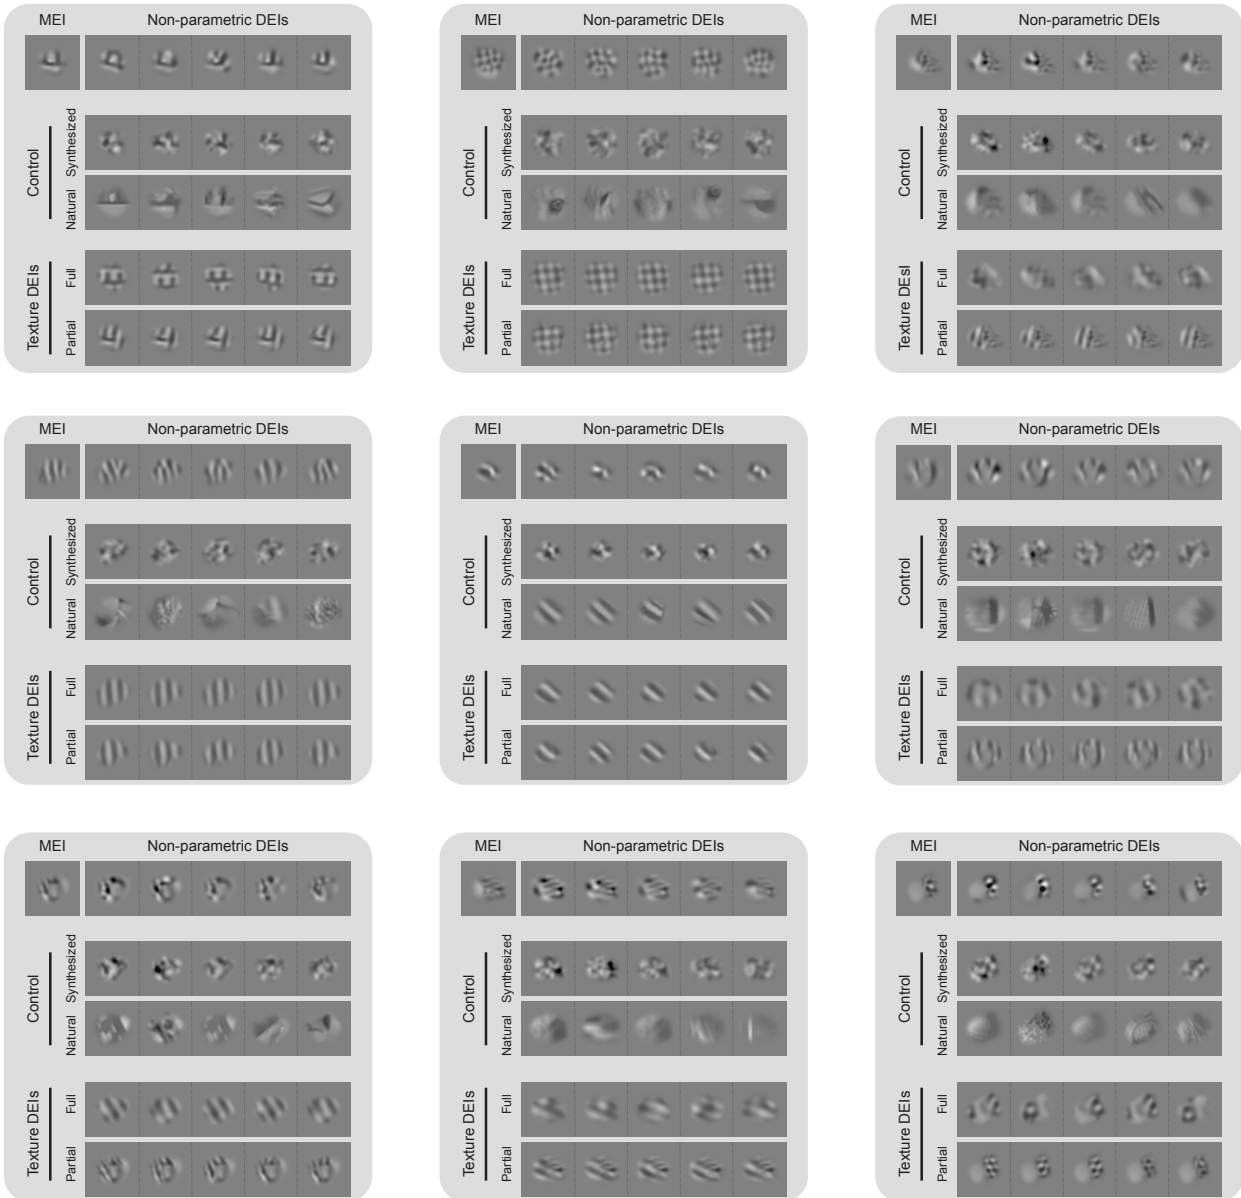 MEI Non-parametric DEIs
Control
Synthesized
Natural
Texture DEIs
Full
Partial
MEI Non-parametric DEIs
Control
Synthesized
Natural
Texture DEIs
Full
Partial
MEI Non-parametric DEIs
Control
Synthesized
Natural
Texture DEsI
Full
Partial
MEI Non-parametric DEIs
Control
Synthesized
Natural
Texture DEIs
Full
Partial
MEI Non-parametric DEIs
Control
Synthesized
Natural
Texture DEIs
Full
Partial
MEI Non-parametric DEIs
Control
Synthesized
Natural
Texture DEIs
Full
Partial
MEI Non-parametric DEIs
Control
Synthesized
Natural
Texture DEIs
Full
Partial
MEI Non-parametric DEIs
Control
Synthesized
Natural
Texture DEIs
Full
Partial
MEI Non-parametric DEIs
Control
Synthesized
Natural
Texture DEIs
Full
Partial